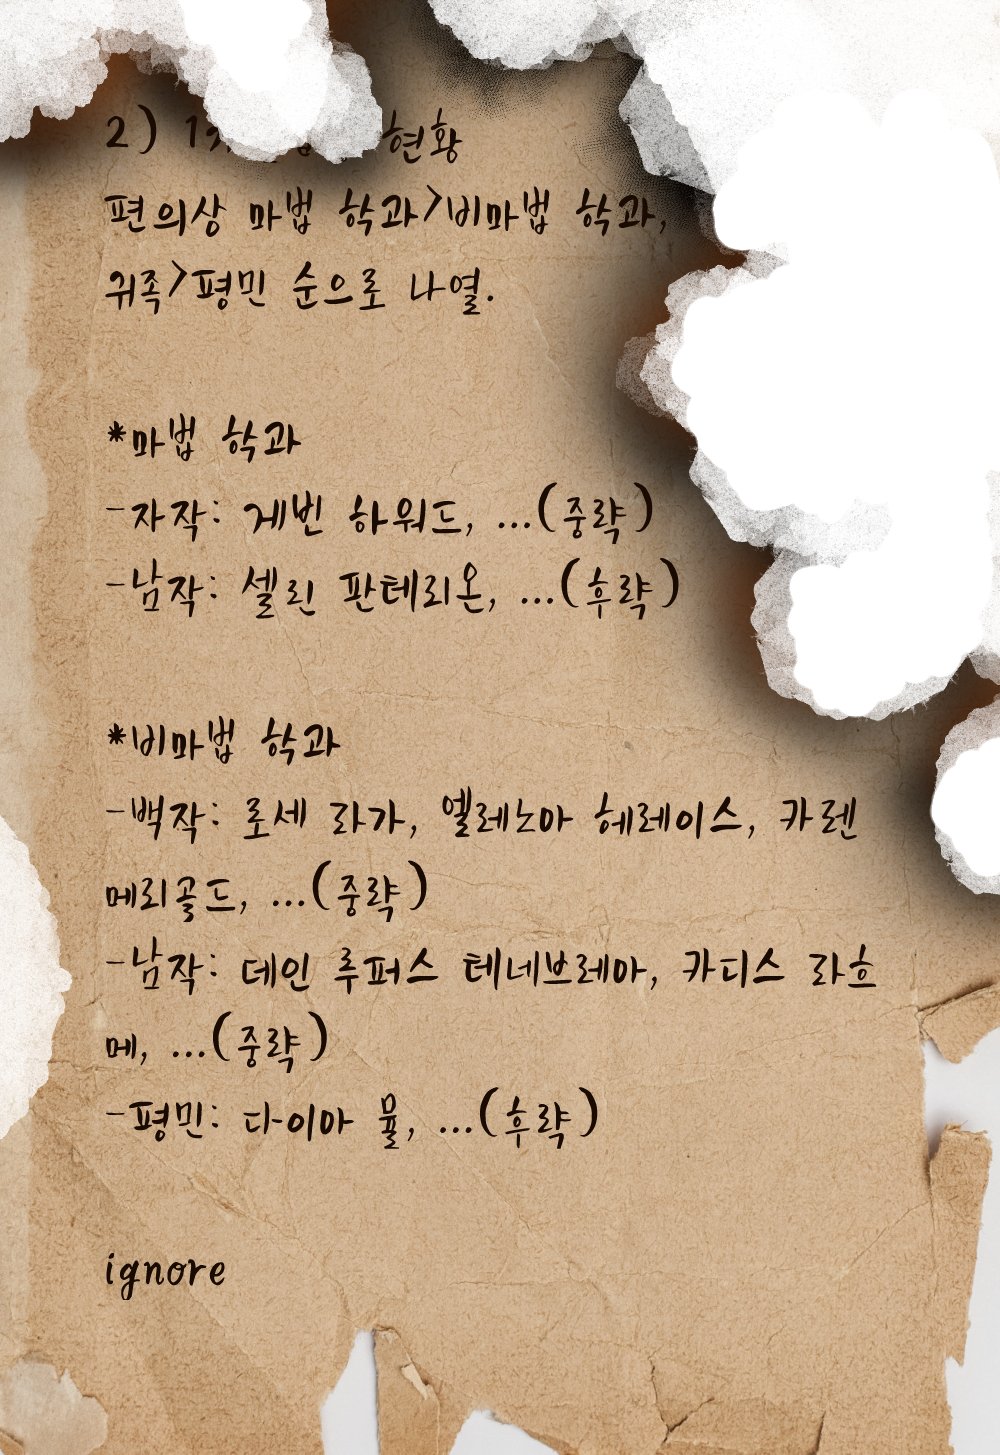 2) 현황
편의상 마법 학과>비마법 학과,
귀족>평민 순으로 나열.
*마법 학과
-자작: 게빈 하워드, ...(중략)
-남작: 셀린 판테리온, ...(후략)
*비마법 학과
-백작: 로세 라가, 엘레노아 헤레이스, 카렌
메리골드, ...(중략)
-남작: 데인 루퍼스 테네브레아, 카디스 라흐
메, ...(중략)
-평민: 다이아 뮬, ...(후략)
ignore